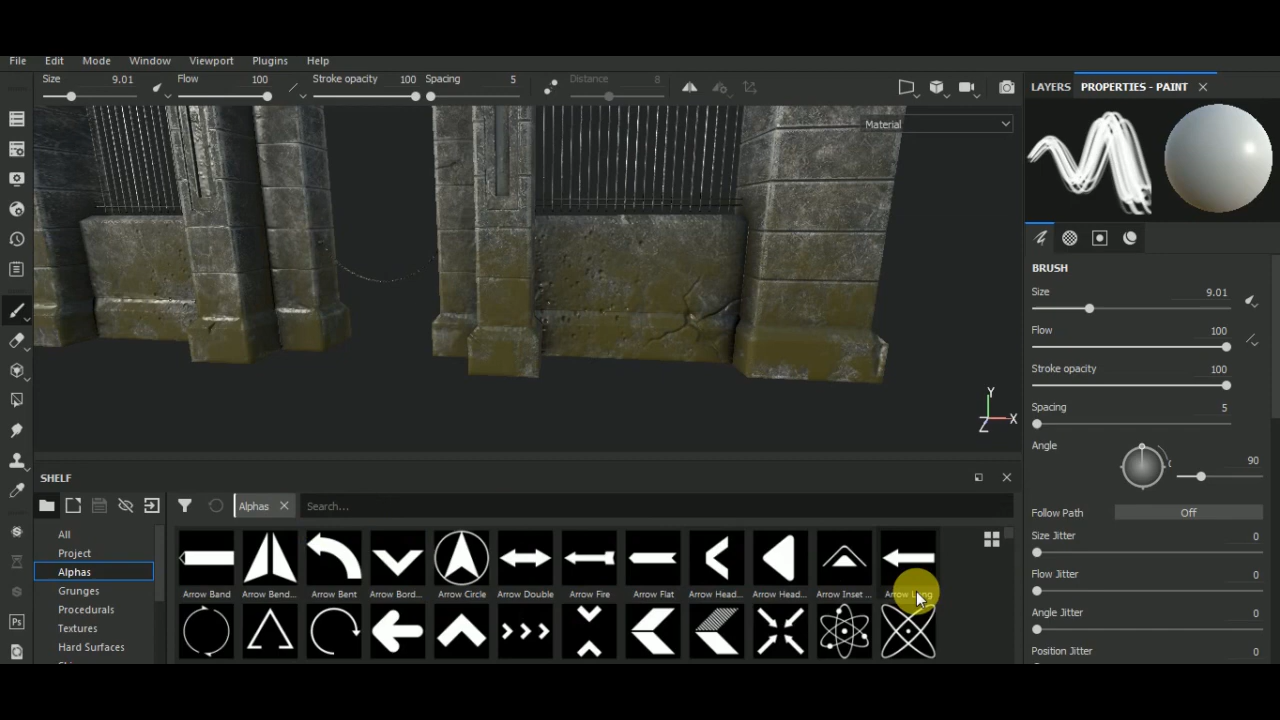 File Edit Mode Window Viewport Plugins Help
Size 9.01 Flow 100 Stroke opacity 100 Spacing 5 Distance 8
LAYERS PROPERTIES - PAINT
Material
BRUSH
Size 9.01
Flow 100
Stroke opacity 100
Spacing 5
Angle 90
Follow Path Off
Size Jitter 0
Flow Jitter 0
Angle Jitter 0
Position Jitter 0
Y
X
Z
SHELF
Alphas Search...
All
Project
Alphas
Grunges
Procedurals
Textures
Hard Surfaces
Arrow Band Arrow Bend... Arrow Bent Arrow Bord... Arrow Circle Arrow Double Arrow Fire Arrow Flat Arrow Head... Arrow Head... Arrow Inset ... Arrow Long
Ps